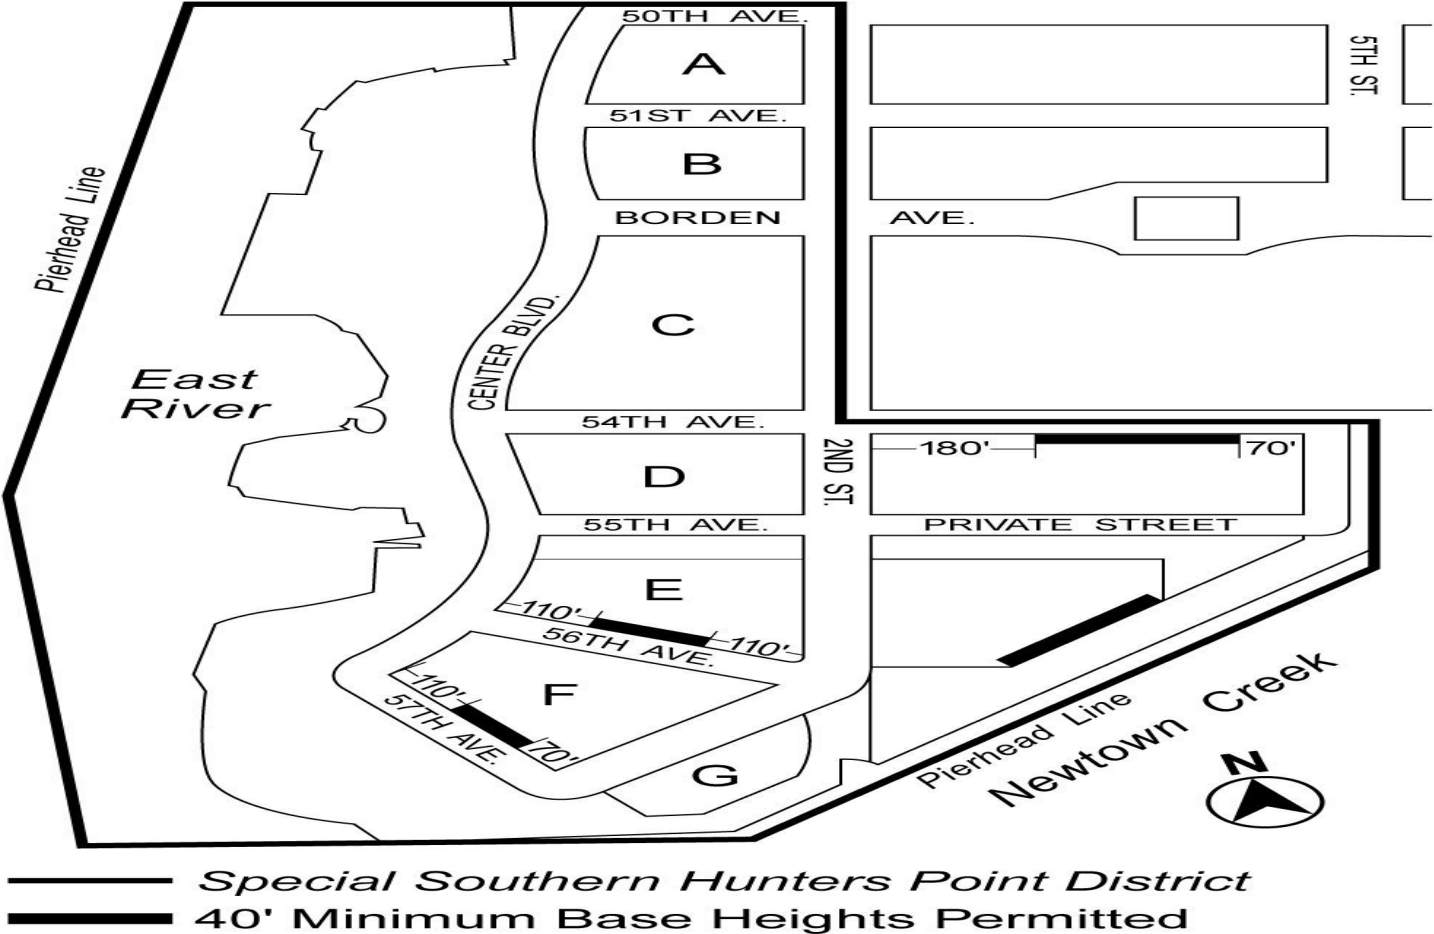 50TH AVE.
A
5TH ST.
51ST AVE.
B
BORDEN AVE.
Pierhead Line
C
CENTER BLVD.
East
River
54TH AVE.
D
2ND ST.
180'
70'
55TH AVE.
PRIVATE STREET
E
110'
110'
56TH AVE.
F
110'
70'
57TH AVE.
G
Pierhead Line
Newtown Creek
N
Special Southern Hunters Point District
40' Minimum Base Heights Permitted